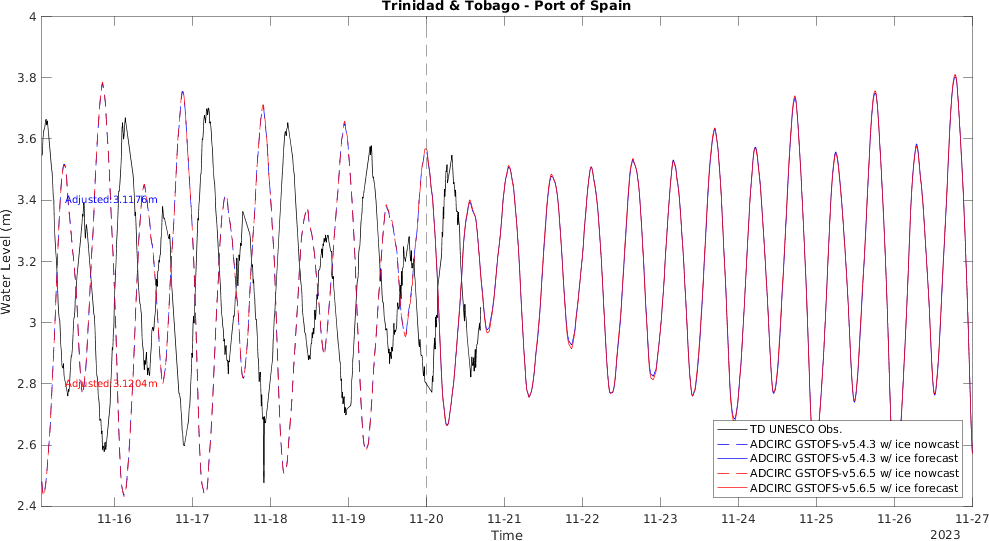 Trinidad & Tobago - Port of Spain
4
3.8
3.6
3.4
3.2
3
2.8
2.6
2.4
Water Level (m)
Adjusted:3.1176m
Adjusted:3.1204m
TD UNESCO Obs.
ADCIRC GSTOFS-v5.4.3 w/ ice nowcast
ADCIRC GSTOFS-v5.4.3 w/ ice forecast
ADCIRC GSTOFS-v5.6.5 w/ ice nowcast
ADCIRC GSTOFS-v5.6.5 w/ ice forecast
11-16 11-17 11-18 11-19 11-20 11-21 11-22 11-23 11-24 11-25 11-26 11-27
Time
2023